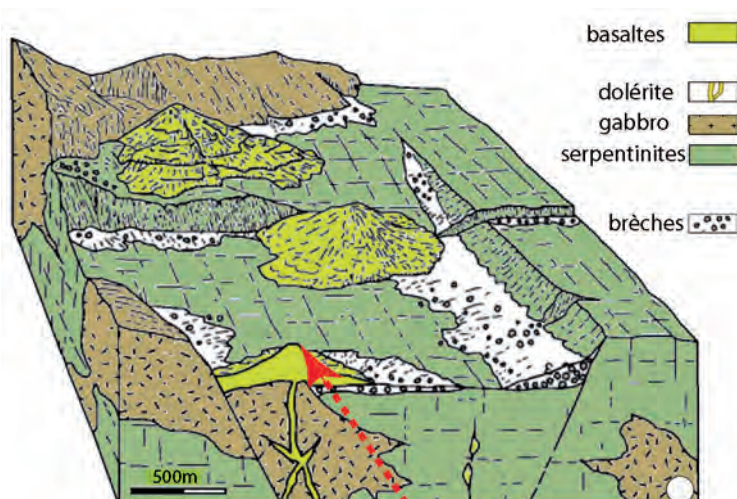 basaltes
dolérite
gabbro
serpentinites
brèches
500m